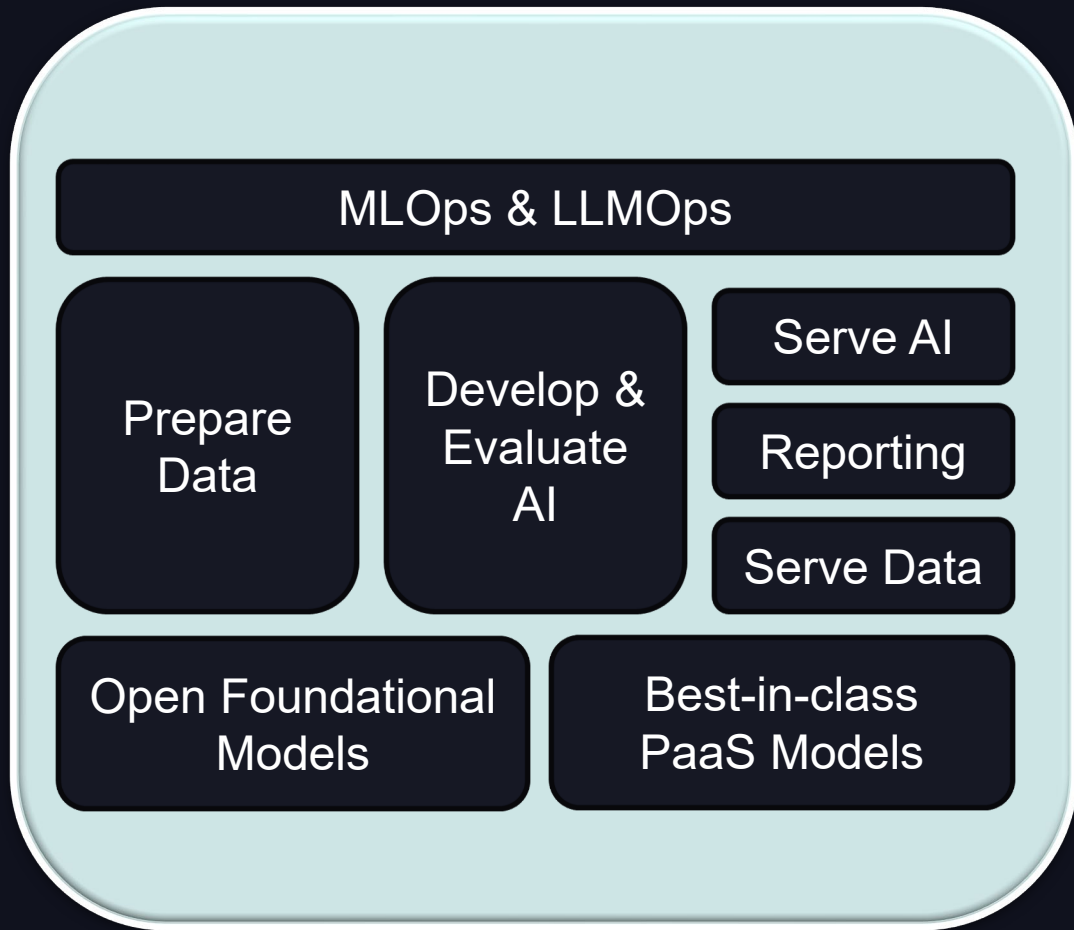 MLOps & LLMOps
Prepare
Data
Develop &
Evaluate
AI
Serve AI
Reporting
Serve Data
Open Foundational
Models
Best-in-class
PaaS Models